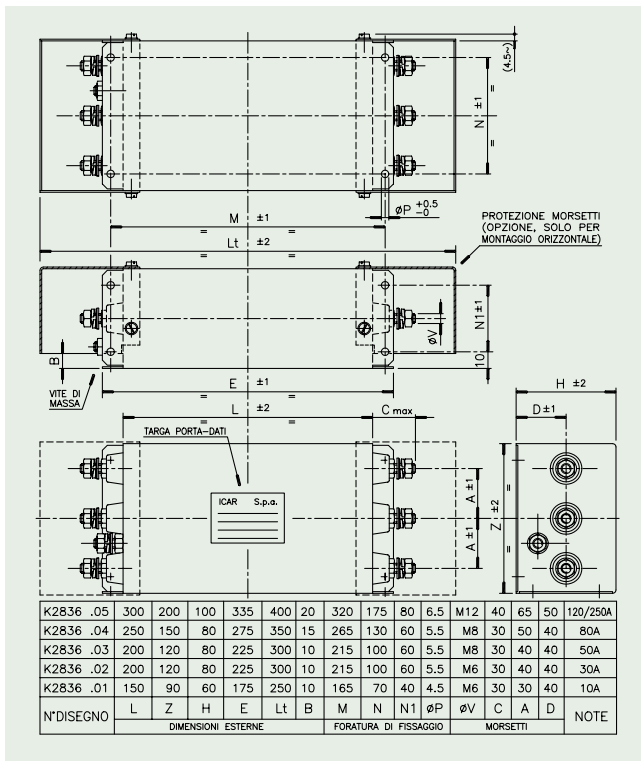 (4.5~)
N ±1
=
=
øP +0.5 -0
M ±1
=
=
Lt ±2
=
=
PROTEZIONE MORSETTI
(OPZIONE, SOLO PER
MONTAGGIO ORIZZONTALE)
N1±1
øV
10
B
VITE DI
MASSA
E ±1
=
=
L ±2
=
=
C max
H ±2
D±1
TARGA PORTA-DATI
ICAR S.p.a.
A ±1
A ±1
Z ±2
=
=
K2836 .05 300 200 100 335 400 20 320 175 80 6.5 M12 40 65 50 120/250A
K2836 .04 250 150 80 275 350 15 265 130 60 5.5 M8 30 50 40 80A
K2836 .03 200 120 80 225 300 10 215 100 60 5.5 M8 30 40 40 50A
K2836 .02 200 120 80 225 300 10 215 100 60 5.5 M6 30 40 40 30A
K2836 .01 150 90 60 175 250 10 165 70 40 4.5 M6 30 30 40 10A
N°DISEGNO L Z H E Lt B M N N1 øP øV C A D NOTE
DIMENSIONI ESTERNE FORATURA DI FISSAGGIO MORSETTI